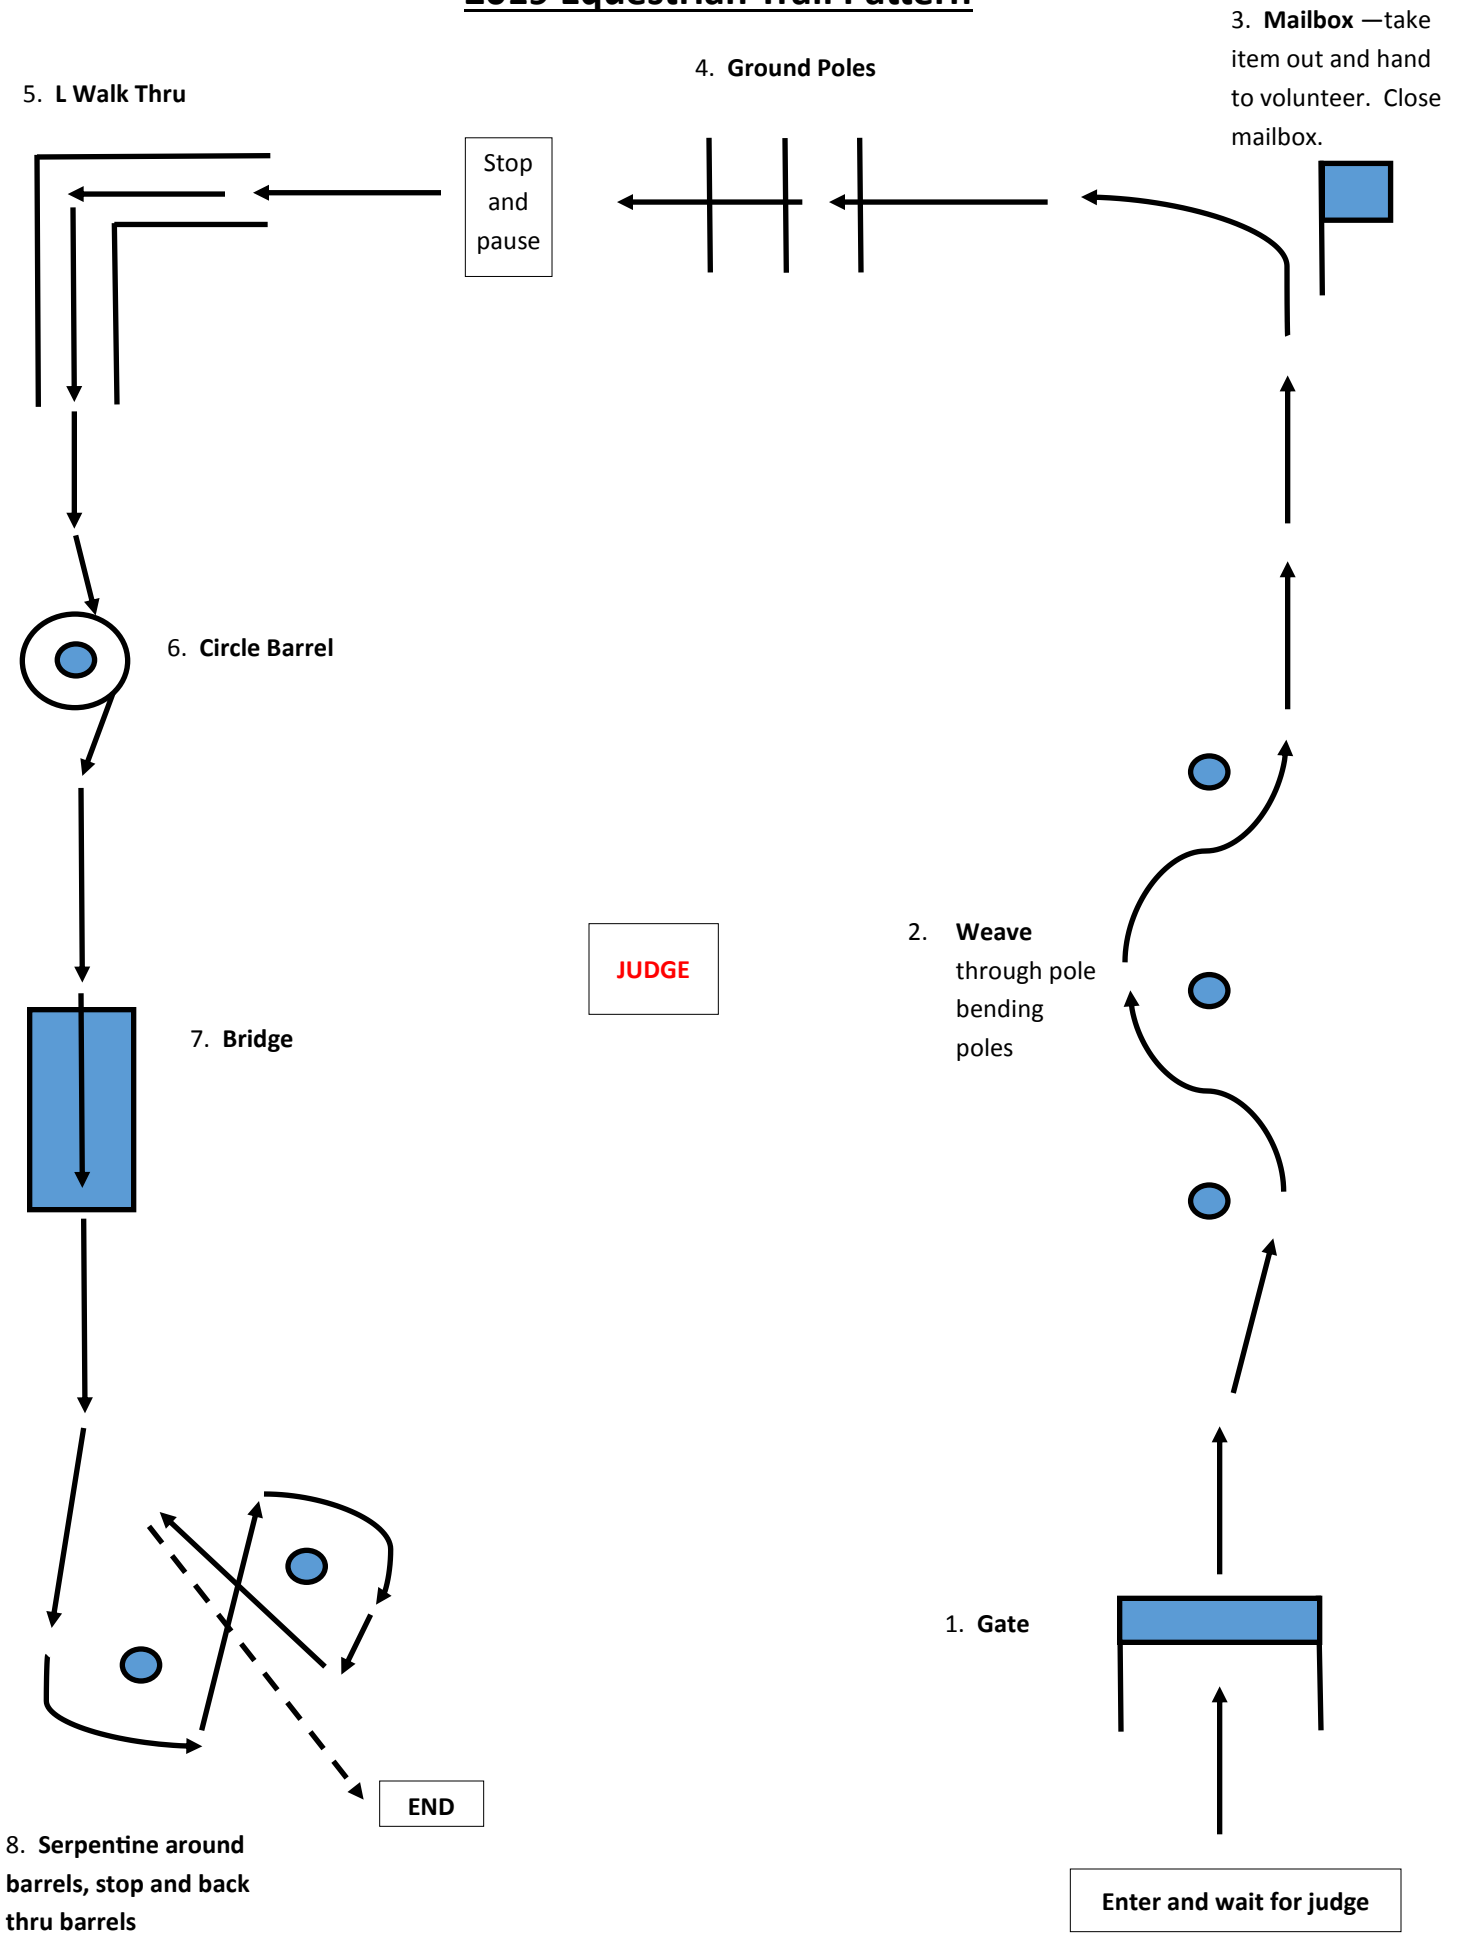 3. Mailbox —take
item out and hand
to volunteer. Close
mailbox.
4. Ground Poles
5. L Walk Thru
Stop
and
pause
6. Circle Barrel
2. Weave
through pole
bending
poles
JUDGE
7. Bridge
1. Gate
END
8. Serpentine around
barrels, stop and back
thru barrels
Enter and wait for judge